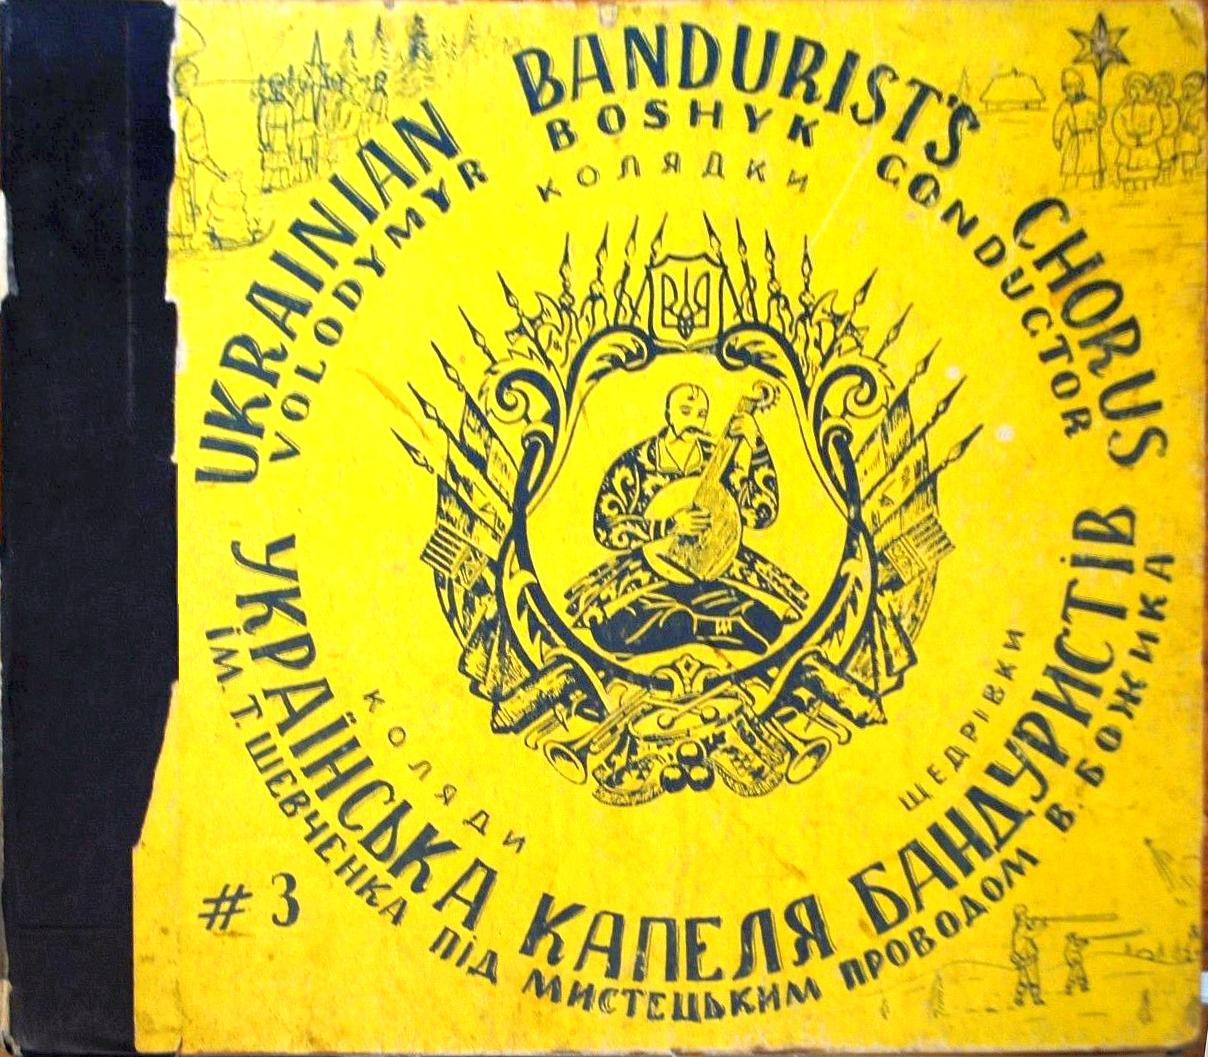 UKRAINIAN BANDURIST'S CHORUS
VOLODYMYR BOSHYK CONDUCTOR
КОЛЯДКИ
КОЛЯДИ
ЩЕДРІВКИ
УКРАЇНСЬКА КАПЕЛЯ БАНДУРИСТІВ
ІМ. Т. ШЕВЧЕНКА ПІД МИСТЕЦЬКИМ ПРОВОДОМ В. БОЖИКА
# 3